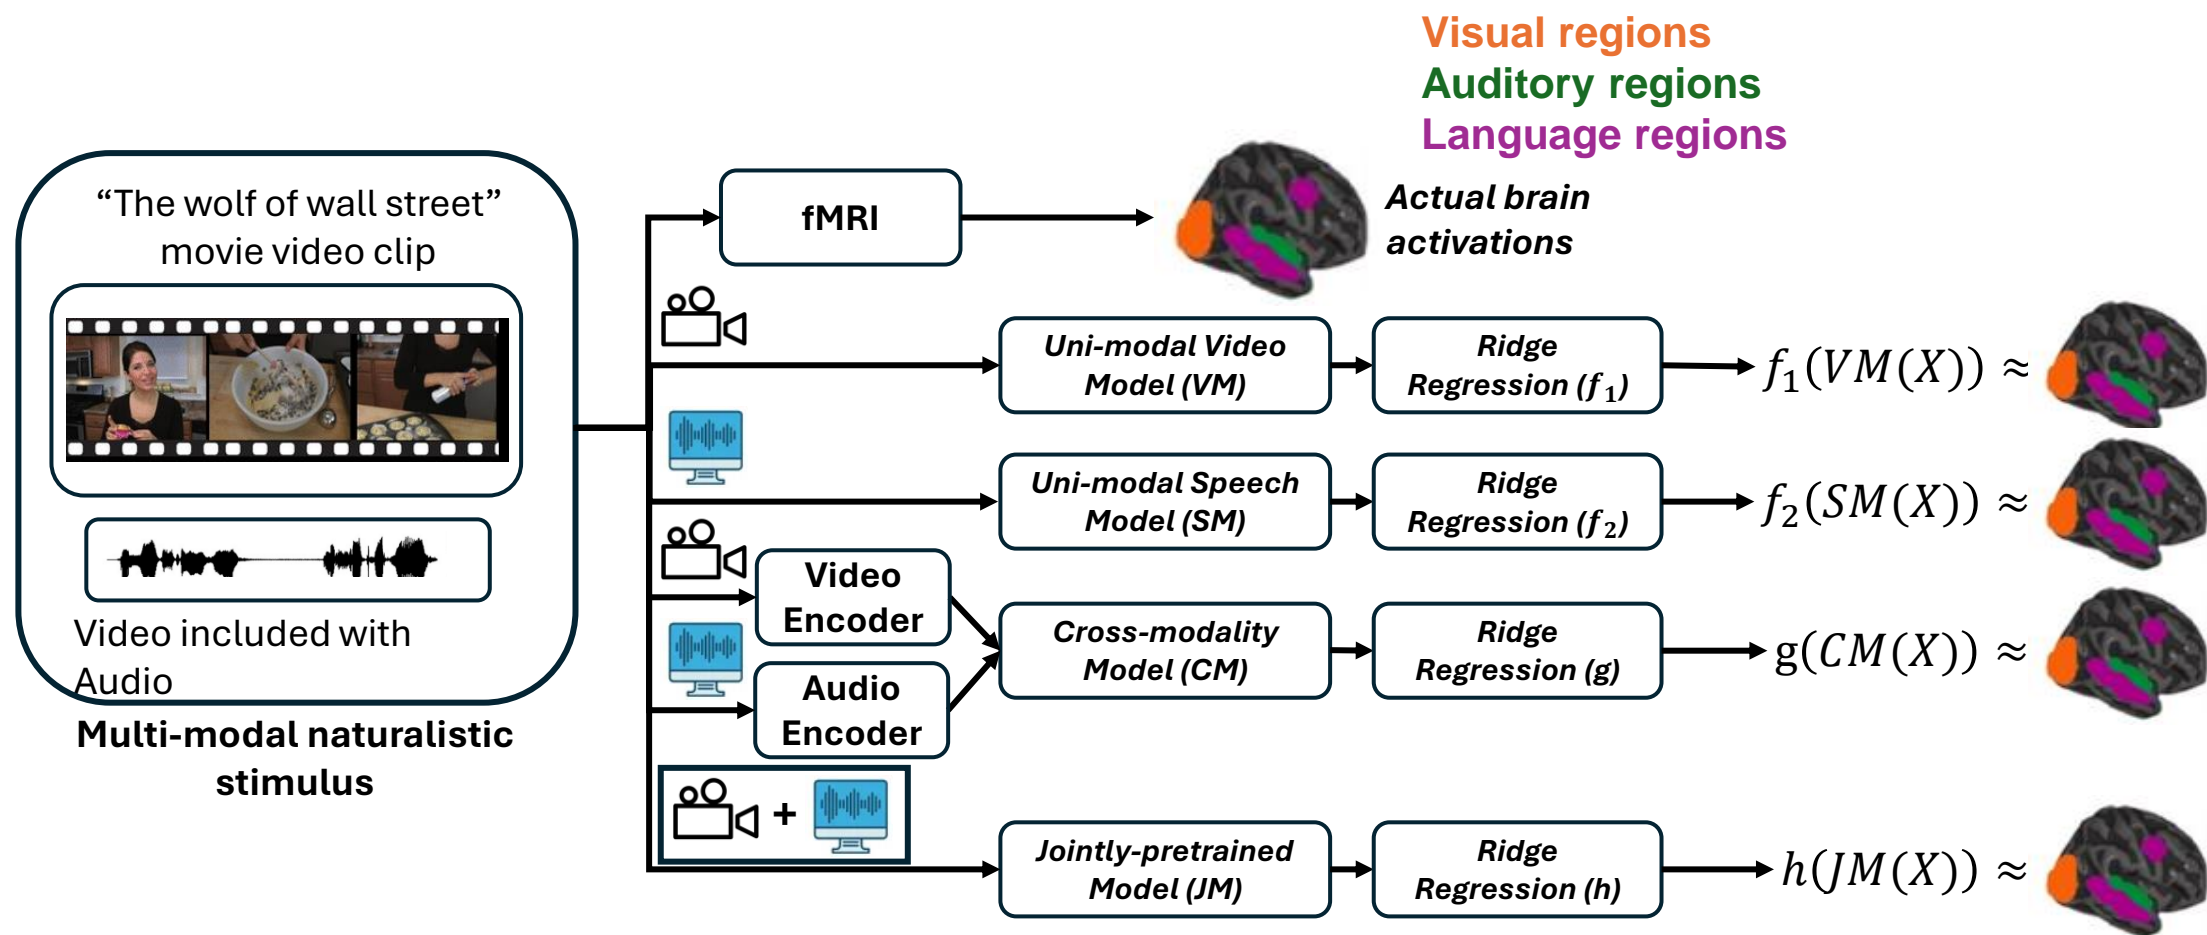 Visual regions
Auditory regions
Language regions
“The wolf of wall street”
movie video clip
Video included with
Audio
Multi-modal naturalistic
stimulus
fMRI
Actual brain
activations
Uni-modal Video
Model (VM)
Ridge
Regression (f₁)
f₁(VM(X)) ≈
Uni-modal Speech
Model (SM)
Ridge
Regression (f₂)
f₂(SM(X)) ≈
Video
Encoder
Audio
Encoder
Cross-modality
Model (CM)
Ridge
Regression (g)
g(CM(X)) ≈
+
Jointly-pretrained
Model (JM)
Ridge
Regression (h)
h(JM(X)) ≈